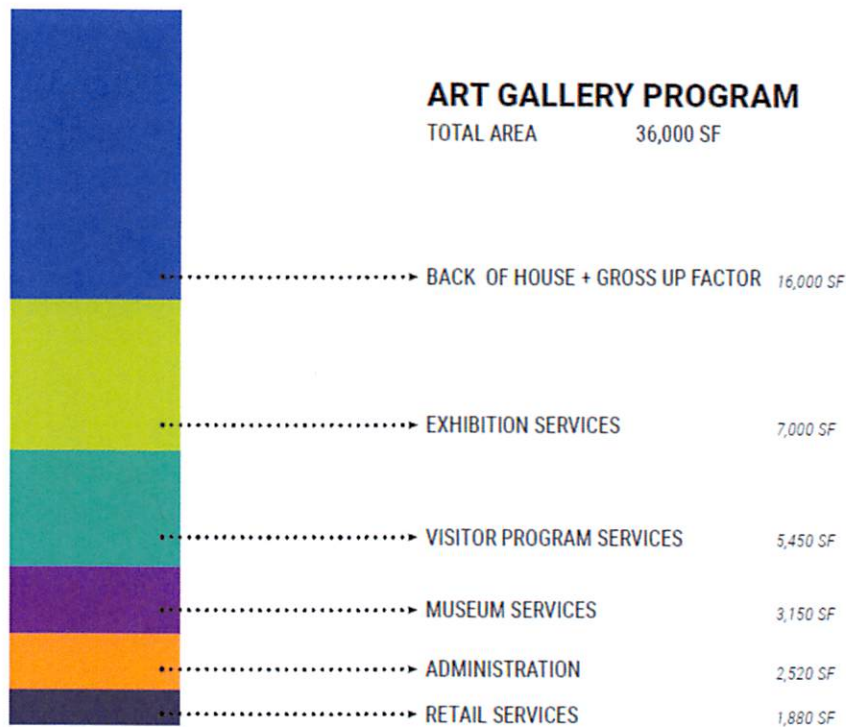 ART GALLERY PROGRAM
TOTAL AREA 36,000 SF
BACK OF HOUSE + GROSS UP FACTOR 16,000 SF
EXHIBITION SERVICES 7,000 SF
VISITOR PROGRAM SERVICES 5,450 SF
MUSEUM SERVICES 3,150 SF
ADMINISTRATION 2,520 SF
RETAIL SERVICES 1,880 SF